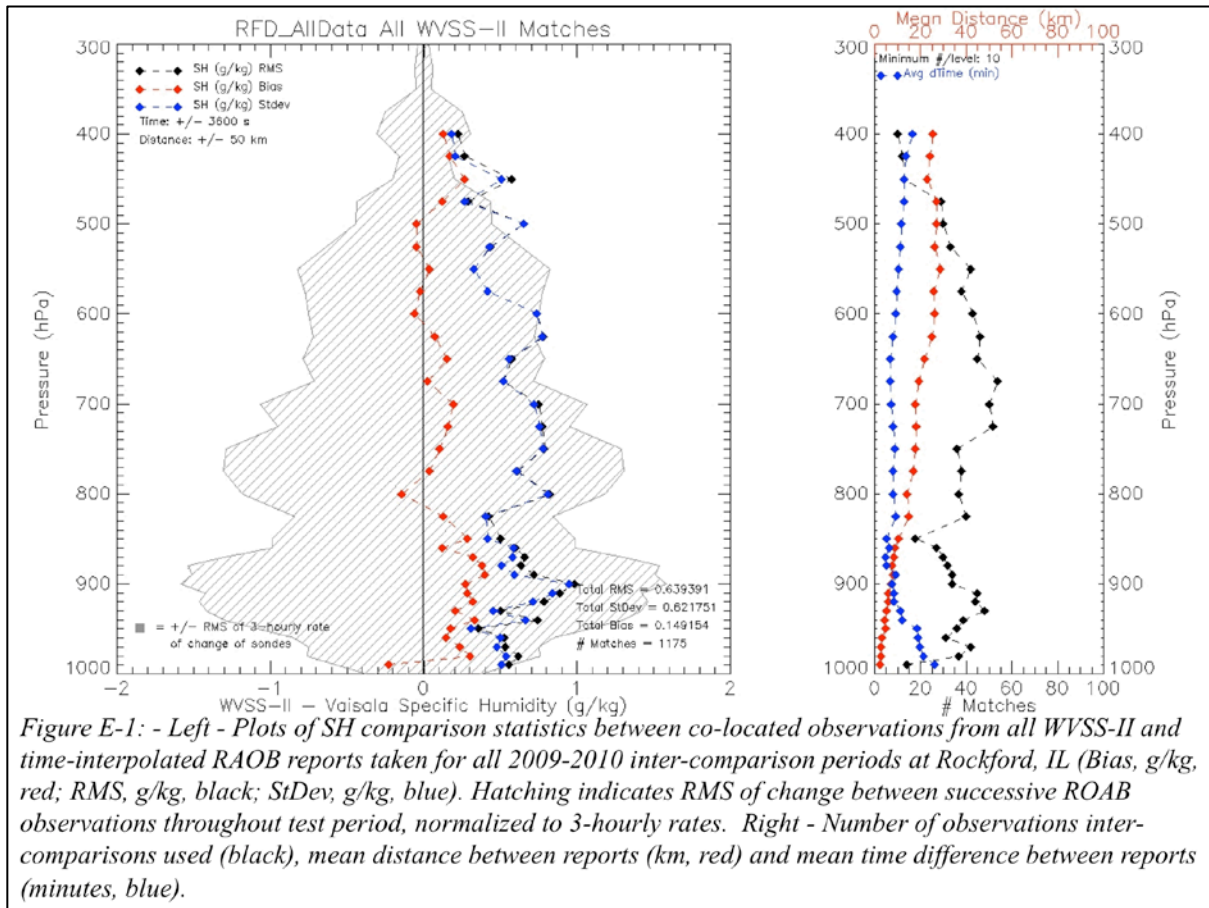 RFD_AllData All WVSS-II Matches
SH (g/kg) RMS
SH (g/kg) Bias
SH (g/kg) Stdev
Time: +/- 3600 s
Distance: +/- 50 km
300
400
500
600
700
800
900
1000
Pressure (hPa)
Total RMS = 0.639391
Total StDev = 0.621751
Total Bias = 0.149154
# Matches = 1175
= +/- RMS of 3-hourly rate
of change of sondes
-2 -1 0 1 2
WVSS-II - Vaisala Specific Humidity (g/kg)
Mean Distance (km)
0 20 40 60 80 100
Minimum #/level: 10
Avg dTime (min)
300 300
400 400
500 500
600 600
700 700
800 800
900 900
1000 1000
Pressure (hPa)
0 20 40 60 80 100
# Matches
Figure E-1: - Left - Plots of SH comparison statistics between co-located observations from all WVSS-II and
time-interpolated RAOB reports taken for all 2009-2010 inter-comparison periods at Rockford, IL (Bias, g/kg,
red; RMS, g/kg, black; StDev, g/kg, blue). Hatching indicates RMS of change between successive ROAB
observations throughout test period, normalized to 3-hourly rates. Right - Number of observations inter-
comparisons used (black), mean distance between reports (km, red) and mean time difference between reports
(minutes, blue).